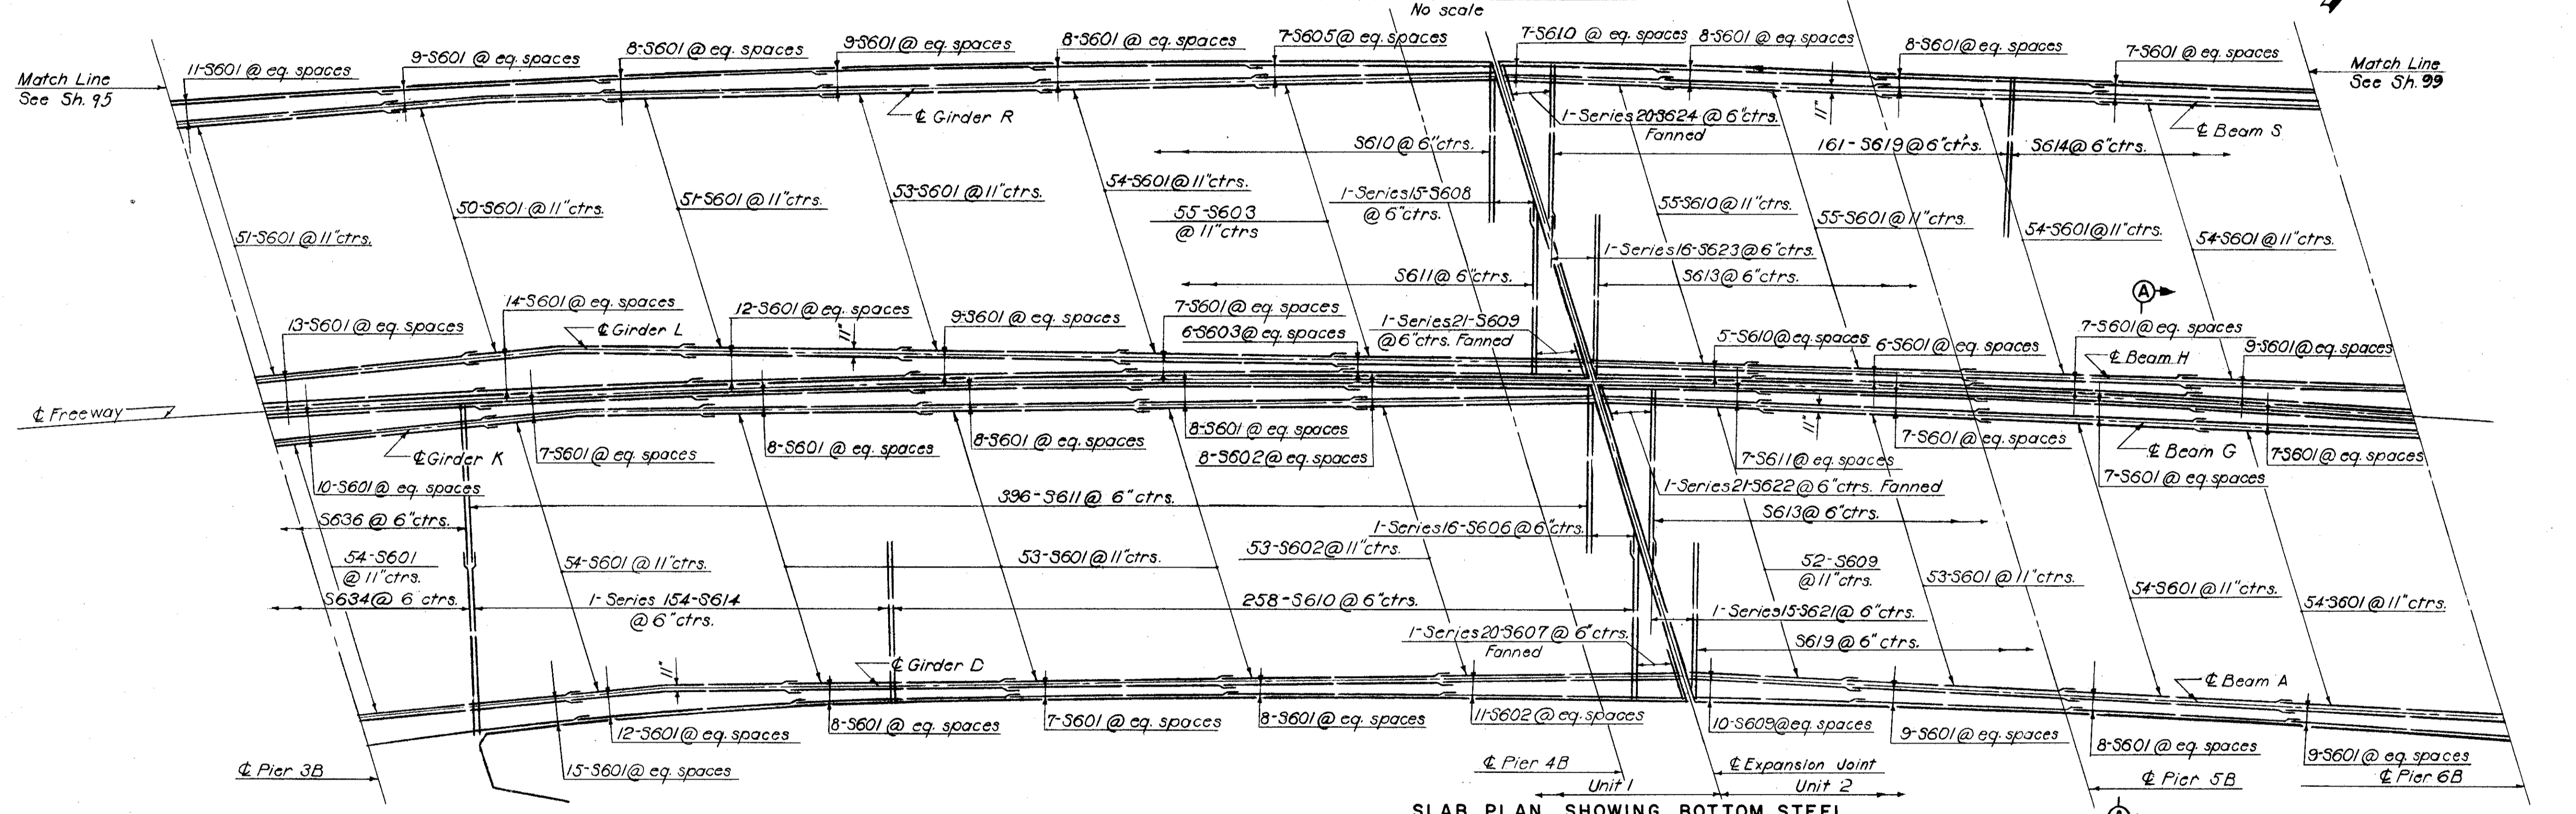 No scale
11-S601 @ eq. spaces
9-S601 @ eq. spaces
8-S601 @ eq. spaces
9-S601 @ eq. spaces
8-S601 @ eq. spaces
7-S605 @ eq. spaces
7-S610 @ eq. spaces
8-S601 @ eq. spaces
8-S601 @ eq. spaces
7-S601 @ eq. spaces
Match Line
See Sh. 95
Match Line
See Sh. 99
℄ Girder R
11"
1-Series 20-S624 @ 6" ctrs.
Fanned
℄ Beam S
S610 @ 6" ctrs.
161-S619 @ 6" ctrs.
S614 @ 6" ctrs.
51-S601 @ 11" ctrs.
50-S601 @ 11" ctrs.
51-S601 @ 11" ctrs.
53-S601 @ 11" ctrs.
54-S601 @ 11" ctrs.
55-S603
@ 11" ctrs
1-Series 15-S608
@ 6" ctrs.
55-S610 @ 11" ctrs.
55-S601 @ 11" ctrs.
54-S601 @ 11" ctrs.
54-S601 @ 11" ctrs.
1-Series 16-S623 @ 6" ctrs.
S611 @ 6" ctrs.
S613 @ 6" ctrs.
A
13-S601 @ eq. spaces
14-S601 @ eq. spaces
℄ Girder L
12-S601 @ eq. spaces
11"
9-S601 @ eq. spaces
7-S601 @ eq. spaces
6-S603 @ eq. spaces
1-Series 21-S609
@ 6" ctrs. Fanned
5-S610 @ eq. spaces
6-S601 @ eq. spaces
7-S601 @ eq. spaces
℄ Beam H
9-S601 @ eq. spaces
℄ Freeway
℄ Girder K
10-S601 @ eq. spaces
7-S601 @ eq. spaces
8-S601 @ eq. spaces
8-S601 @ eq. spaces
8-S601 @ eq. spaces
8-S602 @ eq. spaces
7-S611 @ eq. spaces
11"
7-S601 @ eq. spaces
℄ Beam G
7-S601 @ eq. spaces
7-S601 @ eq. spaces
396-S611 @ 6" ctrs.
1-Series 21-S622 @ 6" ctrs. Fanned
S636 @ 6" ctrs.
1-Series 16-S606 @ 6" ctrs.
S613 @ 6" ctrs.
54-S601
@ 11" ctrs.
54-S601 @ 11" ctrs.
53-S601 @ 11" ctrs.
53-S602 @ 11" ctrs.
52-S609
@ 11" ctrs.
53-S601 @ 11" ctrs.
54-S601 @ 11" ctrs.
54-S601 @ 11" ctrs.
S634 @ 6 ctrs.
1-Series 154-S614
@ 6" ctrs.
258-S610 @ 6" ctrs.
1-Series 15-S621 @ 6" ctrs.
1-Series 20-S607 @ 6" ctrs.
Fanned
S619 @ 6" ctrs.
11"
℄ Girder D
℄ Beam A
15-S601 @ eq. spaces
12-S601 @ eq. spaces
8-S601 @ eq. spaces
7-S601 @ eq. spaces
8-S601 @ eq. spaces
11-S602 @ eq. spaces
10-S609 @ eq. spaces
9-S601 @ eq. spaces
8-S601 @ eq. spaces
9-S601 @ eq. spaces
℄ Pier 3B
℄ Pier 4B
℄ Expansion Joint
Unit 1
Unit 2
℄ Pier 5B
℄ Pier 6B
SLAB PLAN SHOWING BOTTOM STEEL